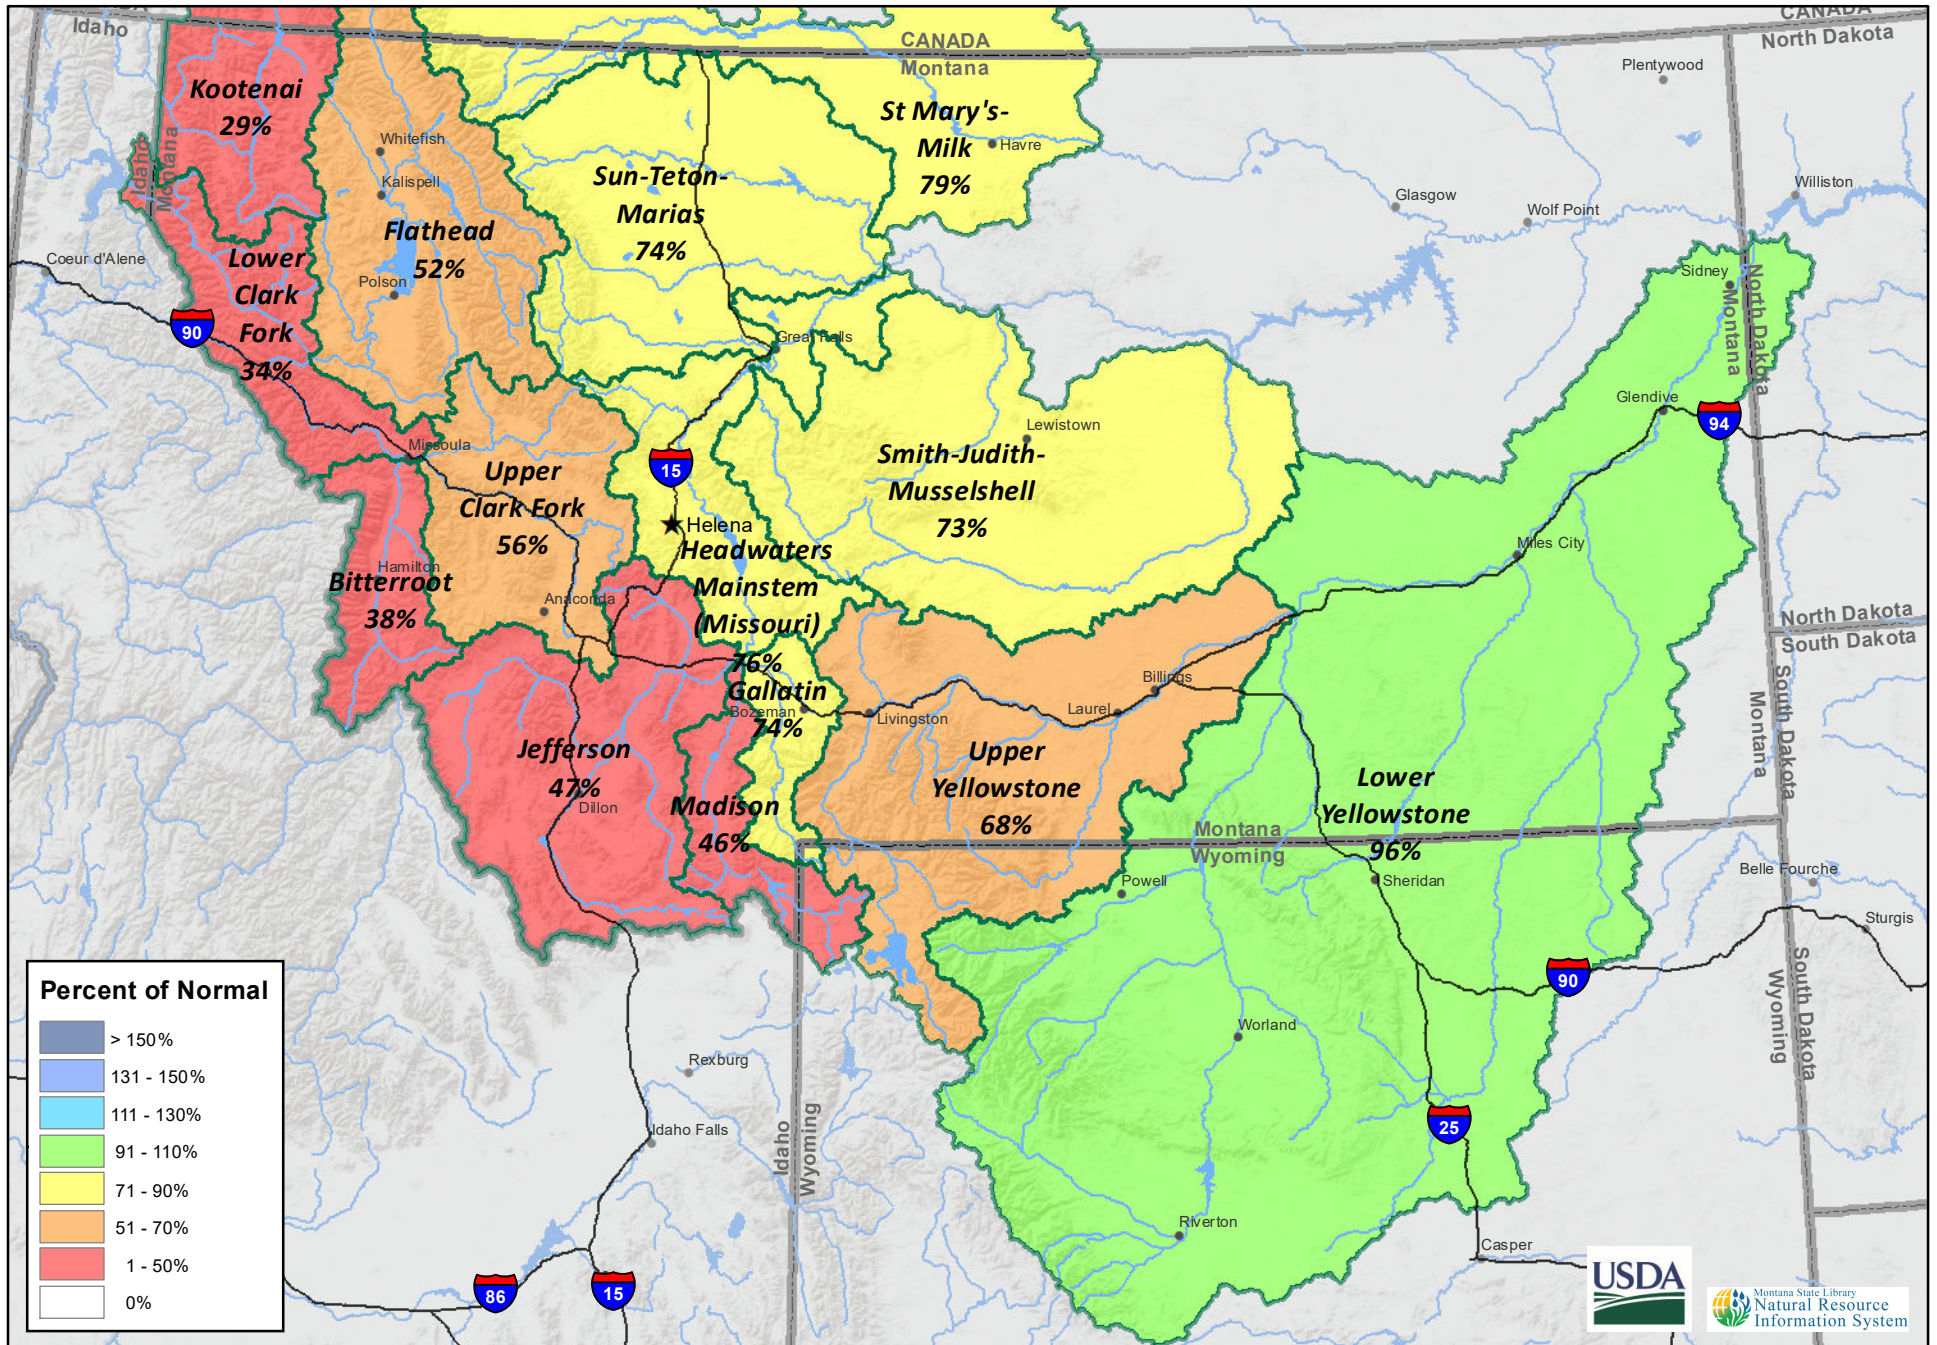 CANADA
Idaho
CANADA
Montana
CANADA
North Dakota
Plentywood
Kootenai
29%
Idaho
Montana
Whitefish
Kalispell
Flathead
52%
Polson
Sun-Teton-
Marias
74%
St Mary's-
Milk
79%
Havre
Glasgow
Wolf Point
Williston
Coeur d'Alene
Lower
Clark
Fork
34%
90
Great Falls
Sidney
North Dakota
Montana
Glendive
94
Missoula
Upper
Clark Fork
56%
15
Helena
Lewistown
Smith-Judith-
Musselshell
73%
Headwaters
Mainstem
(Missouri)
76%
Miles City
Hamilton
Bitterroot
38%
Anaconda
North Dakota
South Dakota
Gallatin
74%
Bozeman
Livingston
Billings
Laurel
South Dakota
Montana
Jefferson
47%
Dillon
Madison
46%
Upper
Yellowstone
68%
Lower
Yellowstone
96%
Montana
Wyoming
Powell
Sheridan
Belle Fourche
Sturgis
South Dakota
Wyoming
90
Worland
Rexburg
Idaho Falls
Idaho
Wyoming
25
Riverton
Casper
86
15
Percent of Normal
> 150%
131 - 150%
111 - 130%
91 - 110%
71 - 90%
51 - 70%
1 - 50%
0%
USDA
Montana State Library
Natural Resource
Information System